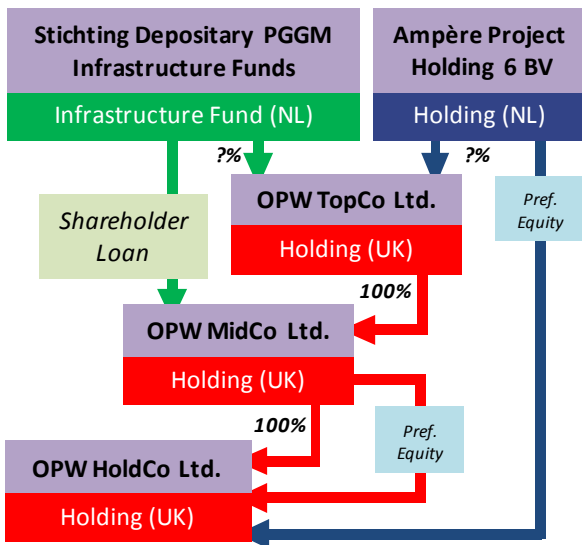 Stichting Depositary PGGM
Infrastructure Funds
Infrastructure Fund (NL)
Ampère Project
Holding 6 BV
Holding (NL)
?%
?%
Shareholder
Loan
OPW TopCo Ltd.
Holding (UK)
Pref.
Equity
100%
OPW MidCo Ltd.
Holding (UK)
100%
Pref.
Equity
OPW HoldCo Ltd.
Holding (UK)